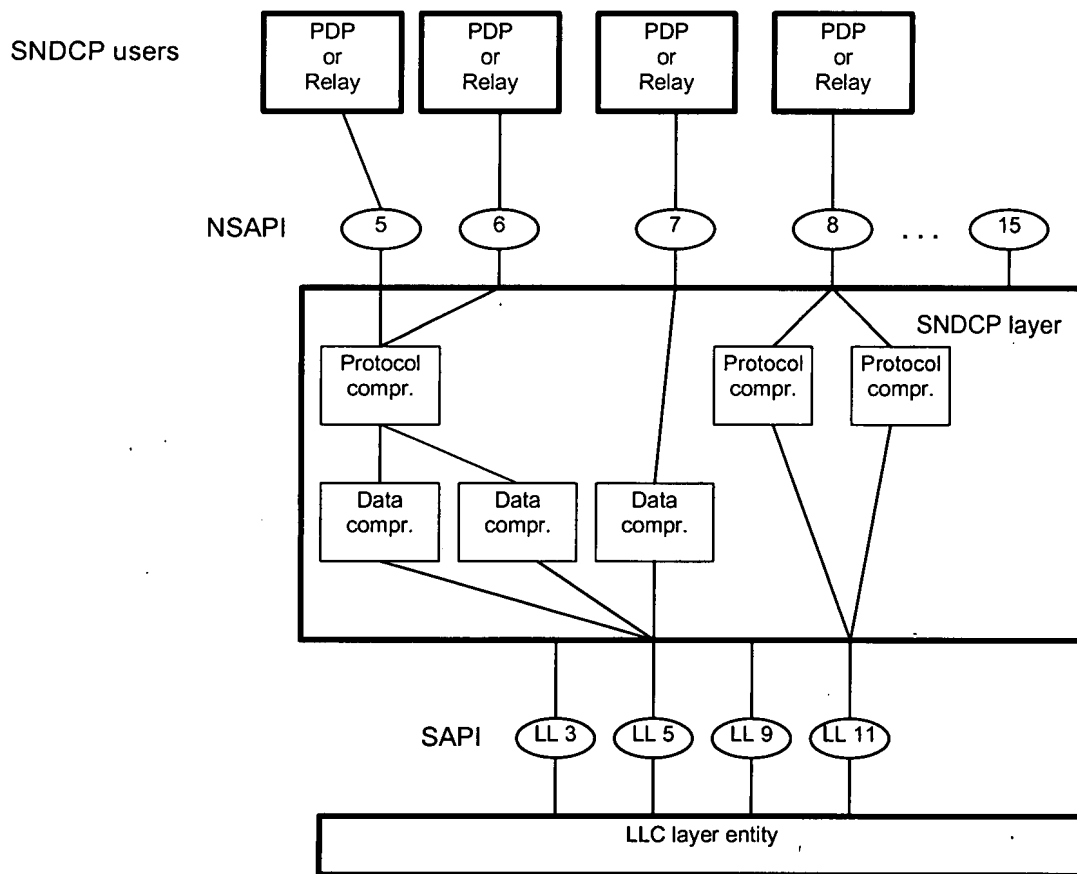 SNDCP users
PDP
or
Relay
PDP
or
Relay
PDP
or
Relay
PDP
or
Relay
NSAPI
5
6
7
8
. . .
15
SNDCP layer
Protocol
compr.
Protocol
compr.
Protocol
compr.
Data
compr.
Data
compr.
Data
compr.
SAPI
LL 3
LL 5
LL 9
LL 11
LLC layer entity